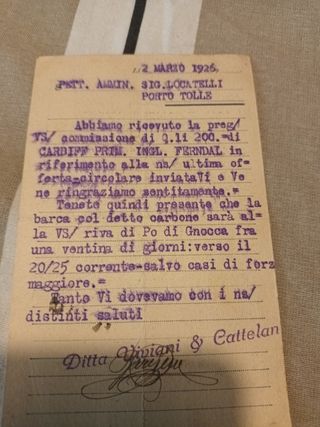 li 2 MARZO 1926.
PETT. AMMIN. SIG.LOCATELLI
PORTO TOLLE
Abbiamo ricevuto la preg/
VS/ commissione di Q.li 200.=di
CARDIFF PRIM. INGL. FERNDAL in
riferimento alla ns/ ultima of=
ferta-circolare inviataVi e Ve
ne ringraziamo sentitamente.=
Tenete quindi presente che la
barca col detto carbone sarà al=
la VS/ riva di Po di Gnocca fra
una ventina di giorni:verso il
20/25 corrente-salvo casi di forz
maggiore.=
Tanto Vi dovevamo con i ns/
distinti saluti
Ditta Viviani & Cattelan